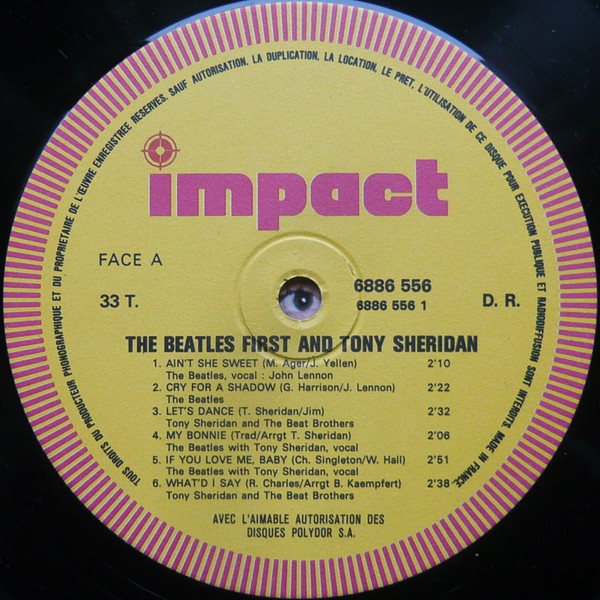 TOUS DROITS DU PRODUCTEUR PHONOGRAPHIQUE ET DU PROPRIETAIRE DE L'ŒUVRE ENREGISTREE RESERVES. SAUF AUTORISATION, LA DUPLICATION, LA LOCATION, LE PRET, L'UTILISATION DE CE DISQUE POUR EXECUTION PUBLIQUE ET RADIODIFFUSION SONT INTERDITS. MADE IN FRANCE
impact
FACE A
6886 556
33 T.
6886 556 1
D. R.
THE BEATLES FIRST AND TONY SHERIDAN
1. AIN'T SHE SWEET (M. Ager/J. Yellen) 2'10
The Beatles, vocal : John Lennon
2. CRY FOR A SHADOW (G. Harrison/J. Lennon) 2'22
The Beatles
3. LET'S DANCE (T. Sheridan/Jim) 2'32
Tony Sheridan and The Beat Brothers
4. MY BONNIE (Trad/Arrgt T. Sheridan) 2'06
The Beatles with Tony Sheridan, vocal
5. IF YOU LOVE ME, BABY (Ch. Singleton/W. Hall) 2'51
The Beatles with Tony Sheridan, vocal
6. WHAT'D I SAY (R. Charles/Arrgt B. Kaempfert) 2'38
Tony Sheridan and The Beat Brothers
AVEC L'AIMABLE AUTORISATION DES
DISQUES POLYDOR S.A.